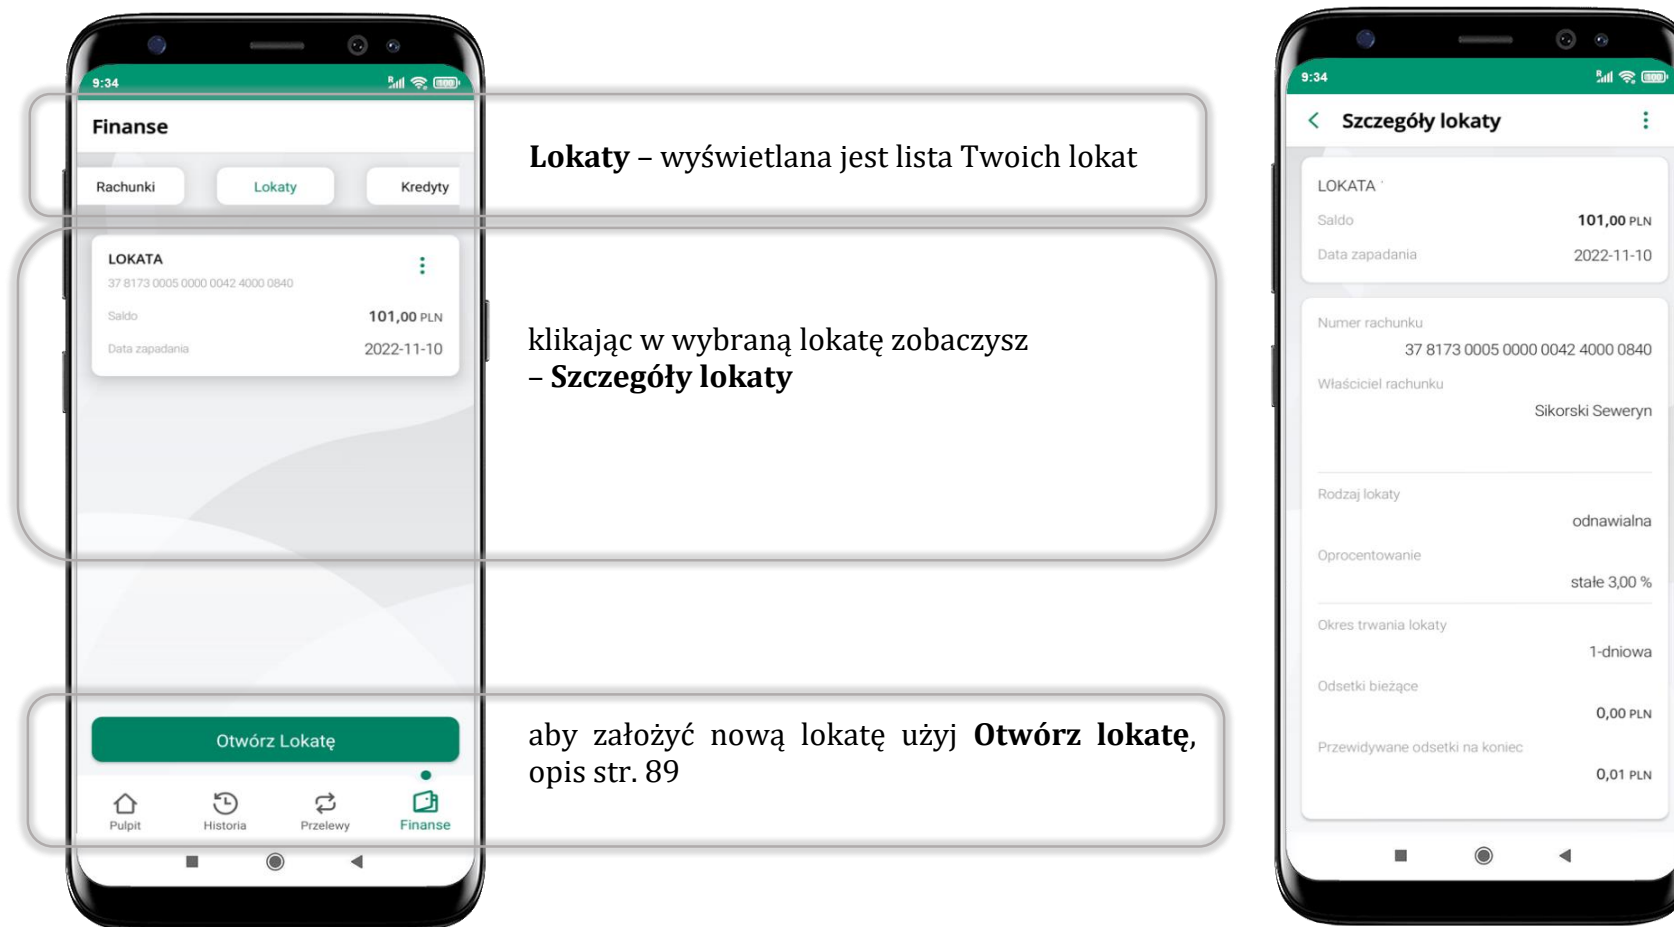 9:34
Finanse
Rachunki Lokaty Kredyty
LOKATA
37 8173 0005 0000 0042 4000 0840
Saldo 101,00 PLN
Data zapadania 2022-11-10
Otwórz Lokatę
Pulpit Historia Przelewy Finanse
Lokaty – wyświetlana jest lista Twoich lokat
klikając w wybraną lokatę zobaczysz
– Szczegóły lokaty
aby założyć nową lokatę użyj Otwórz lokatę,
opis str. 89
9:34
Szczegóły lokaty
LOKATA
Saldo 101,00 PLN
Data zapadania 2022-11-10
Numer rachunku
37 8173 0005 0000 0042 4000 0840
Właściciel rachunku
Sikorski Seweryn
Rodzaj lokaty
odnawialna
Oprocentowanie
stałe 3,00 %
Okres trwania lokaty
1-dniowa
Odsetki bieżące
0,00 PLN
Przewidywane odsetki na koniec
0,01 PLN